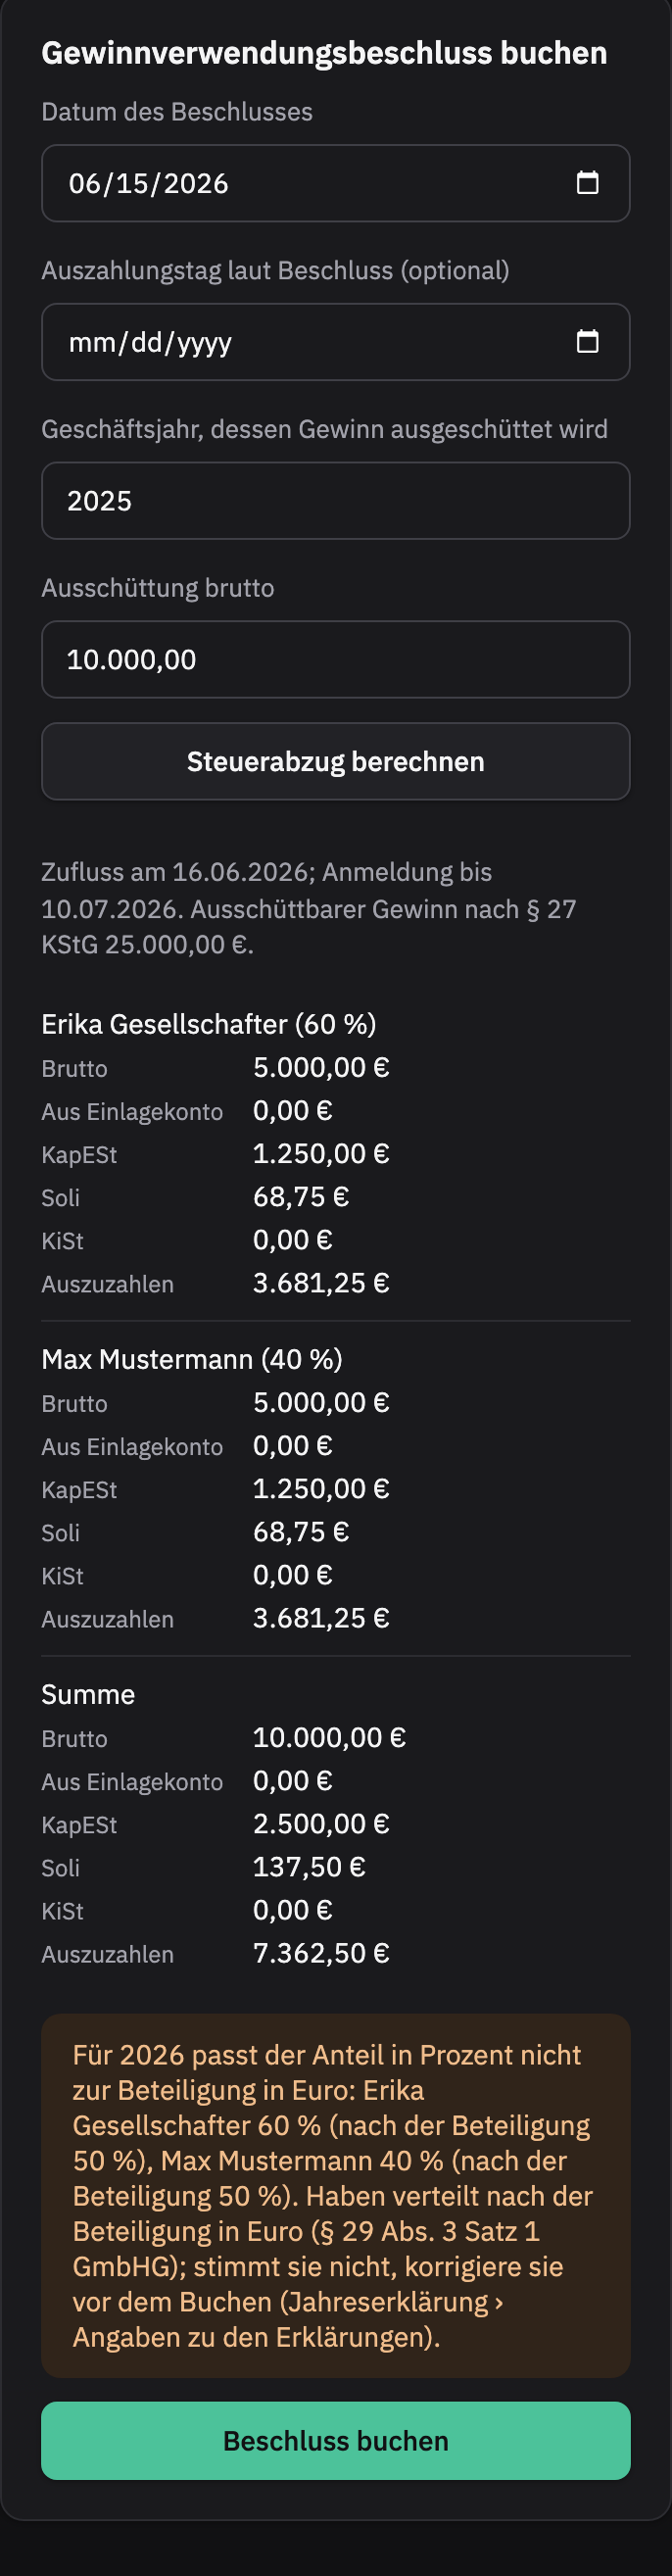 Gewinnverwendungsbeschluss buchen
Datum des Beschlusses
06/15/2026
Auszahlungstag laut Beschluss (optional)
mm/dd/yyyy
Geschäftsjahr, dessen Gewinn ausgeschüttet wird
2025
Ausschüttung brutto
10.000,00
Steuerabzug berechnen
Zufluss am 16.06.2026; Anmeldung bis
10.07.2026. Ausschüttbarer Gewinn nach § 27
KStG 25.000,00 €.
Erika Gesellschafter (60 %)
Brutto 5.000,00 €
Aus Einlagekonto 0,00 €
KapESt 1.250,00 €
Soli 68,75 €
KiSt 0,00 €
Auszuzahlen 3.681,25 €
Max Mustermann (40 %)
Brutto 5.000,00 €
Aus Einlagekonto 0,00 €
KapESt 1.250,00 €
Soli 68,75 €
KiSt 0,00 €
Auszuzahlen 3.681,25 €
Summe
Brutto 10.000,00 €
Aus Einlagekonto 0,00 €
KapESt 2.500,00 €
Soli 137,50 €
KiSt 0,00 €
Auszuzahlen 7.362,50 €
Für 2026 passt der Anteil in Prozent nicht
zur Beteiligung in Euro: Erika
Gesellschafter 60 % (nach der Beteiligung
50 %), Max Mustermann 40 % (nach der
Beteiligung 50 %). Haben verteilt nach der
Beteiligung in Euro (§ 29 Abs. 3 Satz 1
GmbHG); stimmt sie nicht, korrigiere sie
vor dem Buchen (Jahreserklärung ›
Angaben zu den Erklärungen).
Beschluss buchen